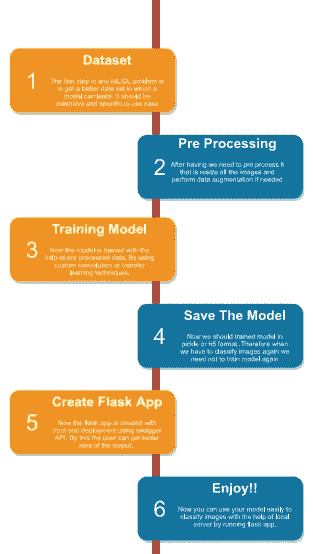 Dataset
1
The first step in any ML/DL problem is
to get a better data set in which a
model can learn. It should be
extensive and specific to use case
Pre Processing
2
After having we need to pre process it
that is resize all the images and
perform data augmentation if needed
Training Model
3
Now the model is trained with the
help of pre processed data. By using
custom convolution or transfer
learning techniques.
Save The Model
4
Now we should trained model in
pickle or h5 format. Therefore when
we have to classify images again we
need not to train model again
Create Flask App
5
Now the flask app is created with
front end deployment using swagger
API. By this the user can get better
idea of the output.
Enjoy!!
6
Now you can use your model easily to
classify images with the help of local
server by running flask app.